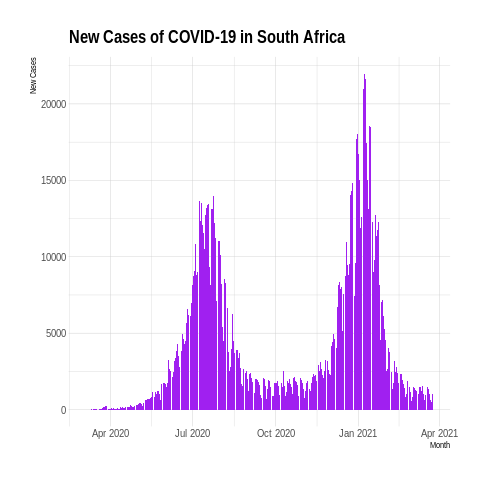 New Cases of COVID-19 in South Africa
New Cases
20000
15000
10000
5000
0
Apr 2020 Jul 2020 Oct 2020 Jan 2021 Apr 2021
Month